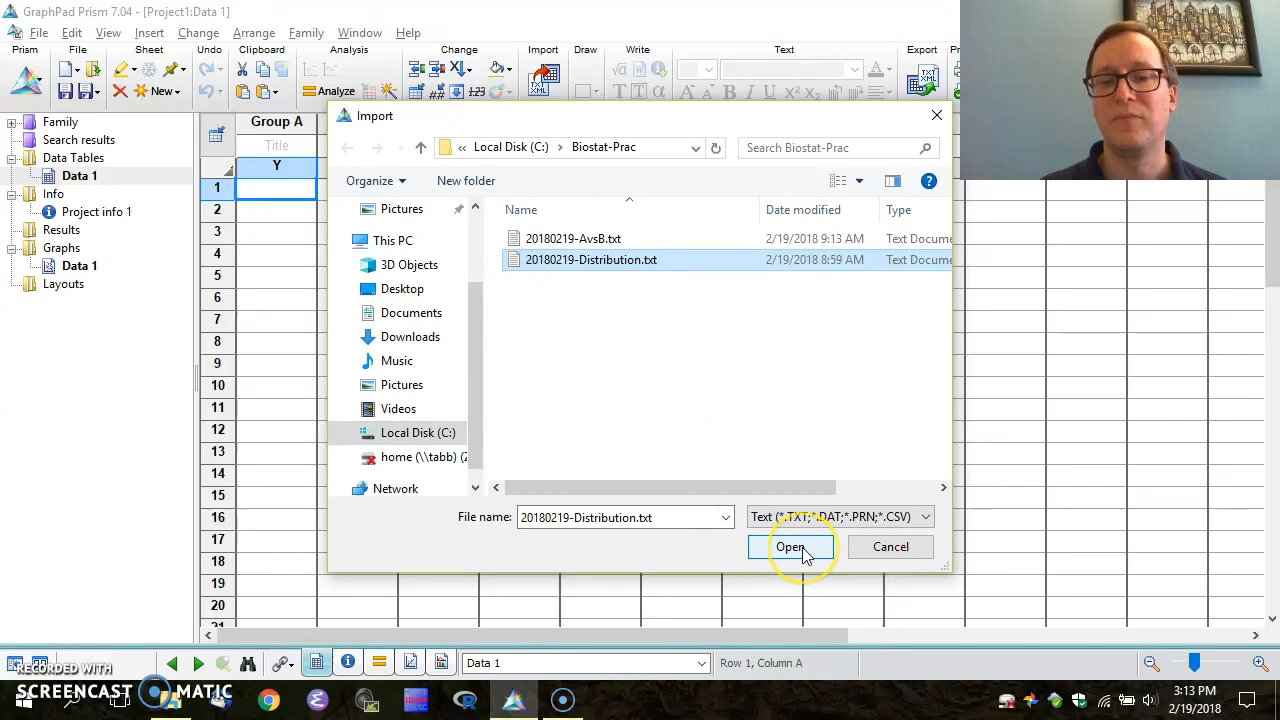 GraphPad Prism 7.04 - [Project1:Data 1]
File Edit View Insert Change Arrange Family Window Help
Prism File Sheet Undo Clipboard Analysis Change Import Draw Write Text Export
New Analyze
Import
Local Disk (C:) Biostat-Prac Search Biostat-Prac
Organize New folder
Name Date modified Type
20180219-AvsB.txt 2/19/2018 9:13 AM Text Docume
20180219-Distribution.txt 2/19/2018 8:59 AM Text Docume
Pictures
This PC
3D Objects
Desktop
Documents
Downloads
Music
Pictures
Videos
Local Disk (C:)
home (\\tabb) (Z
Network
File name: 20180219-Distribution.txt Text (*.TXT;*.DAT;*.PRN;*.CSV)
Open Cancel
Family
Search results
Data Tables
Data 1
Info
Project info 1
Results
Graphs
Data 1
Layouts
Group A
Title
Y
1
2
3
4
5
6
7
8
9
10
11
12
13
14
15
16
17
18
19
20
21
Data 1 Row 1, Column A
RECORDED WITH
SCREENCAST MATIC
3:13 PM
2/19/2018